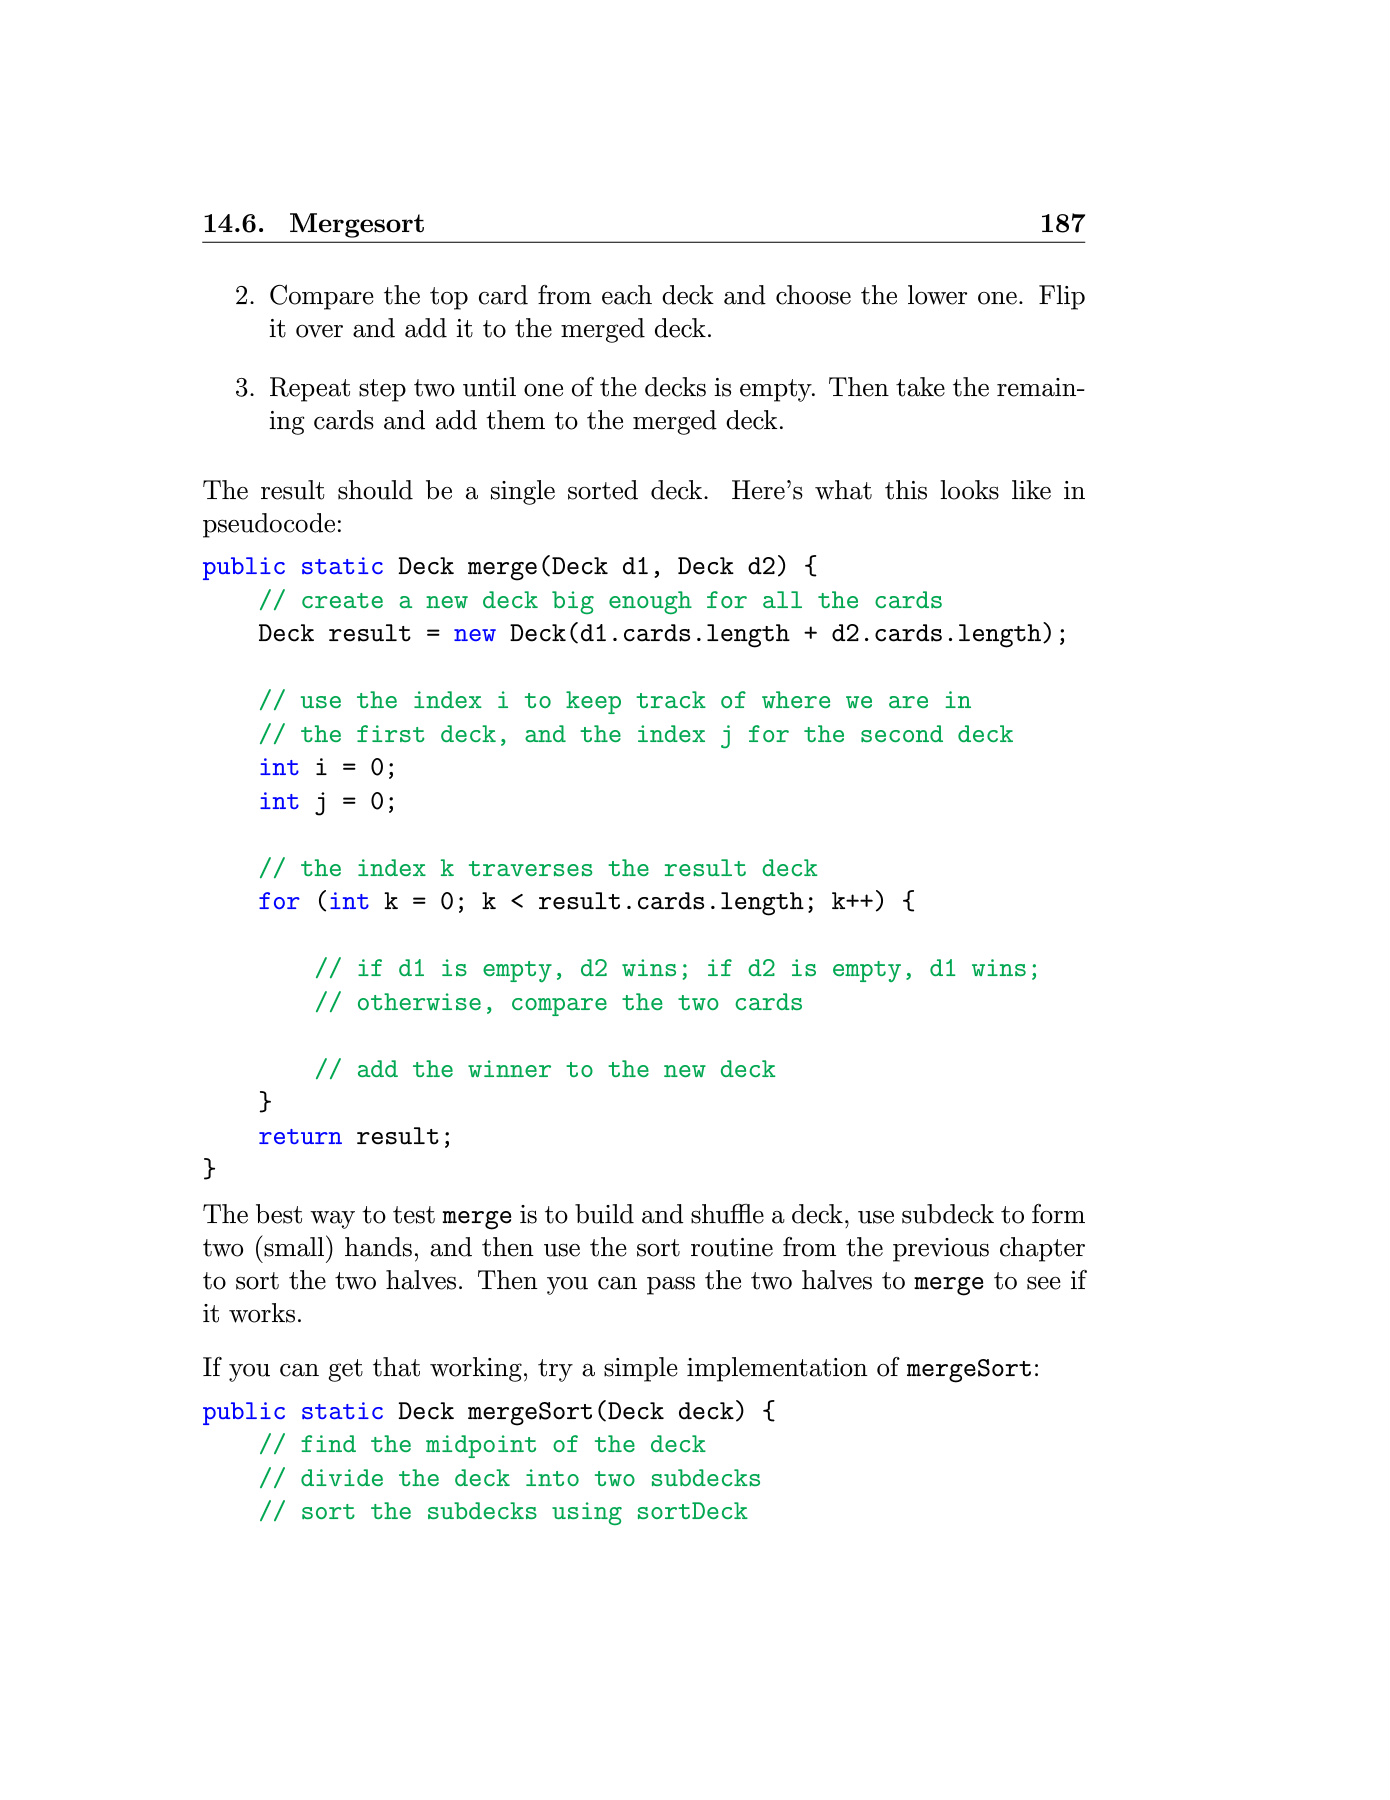 14.6. Mergesort 187
2. Compare the top card from each deck and choose the lower one. Flip
it over and add it to the merged deck.
3. Repeat step two until one of the decks is empty. Then take the remain-
ing cards and add them to the merged deck.
The result should be a single sorted deck. Here's what this looks like in
pseudocode:
public static Deck merge(Deck d1, Deck d2) {
    // create a new deck big enough for all the cards
    Deck result = new Deck(d1.cards.length + d2.cards.length);
    // use the index i to keep track of where we are in
    // the first deck, and the index j for the second deck
    int i = 0;
    int j = 0;
    // the index k traverses the result deck
    for (int k = 0; k < result.cards.length; k++) {
        // if d1 is empty, d2 wins; if d2 is empty, d1 wins;
        // otherwise, compare the two cards
        // add the winner to the new deck
    }
    return result;
}
The best way to test merge is to build and shuffle a deck, use subdeck to form
two (small) hands, and then use the sort routine from the previous chapter
to sort the two halves. Then you can pass the two halves to merge to see if
it works.
If you can get that working, try a simple implementation of mergeSort:
public static Deck mergeSort(Deck deck) {
    // find the midpoint of the deck
    // divide the deck into two subdecks
    // sort the subdecks using sortDeck